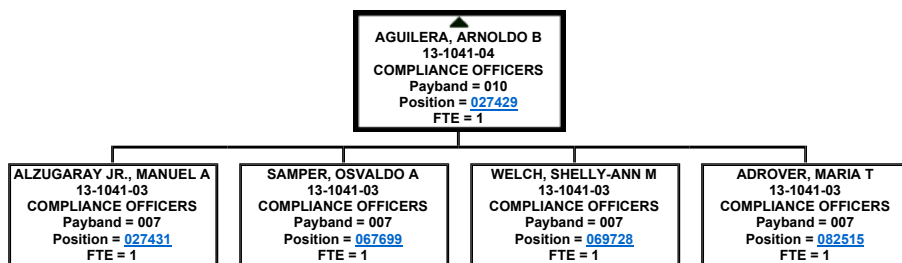 AGUILERA, ARNOLDO B
13-1041-04
COMPLIANCE OFFICERS
Payband = 010
Position = 027429
FTE = 1
ALZUGARAY JR., MANUEL A
13-1041-03
COMPLIANCE OFFICERS
Payband = 007
Position = 027431
FTE = 1
SAMPER, OSVALDO A
13-1041-03
COMPLIANCE OFFICERS
Payband = 007
Position = 067699
FTE = 1
WELCH, SHELLY-ANN M
13-1041-03
COMPLIANCE OFFICERS
Payband = 007
Position = 069728
FTE = 1
ADROVER, MARIA T
13-1041-03
COMPLIANCE OFFICERS
Payband = 007
Position = 082515
FTE = 1